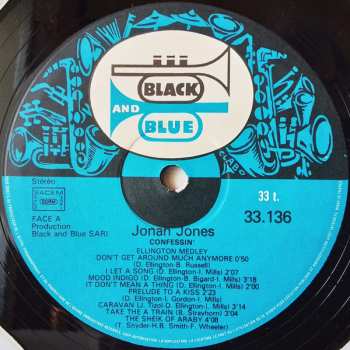 BLACK
AND
BLUE
Stéréo
SACEM
33 t.
33.136
FACE A
Production
Black and Blue SARL
Jonah Jones
CONFESSIN'
ELLINGTON MEDLEY
DON'T GET AROUND MUCH ANYMORE 0'50
(D. Ellington B. Russell)
I LET A SONG (D. Ellington-I. Mills) 2'07
MOOD INDIGO (D. Ellington-B. Bigard-I. Mills) 3'18
IT DON'T MEAN A THING (D. Ellington I. Mills) 2'00
PRELUDE TO A KISS 2'23
(D. Ellington-I. Gordon-I. Mills)
CARAVAN (J. Tizol-D. Ellington-I. Mills) 3'14
TAKE THE A TRAIN (B. Strayhorn) 3'04
THE SHEIK OF ARABY 4'08
(T. Snyder-H.B. Smith-F. Wheeler)